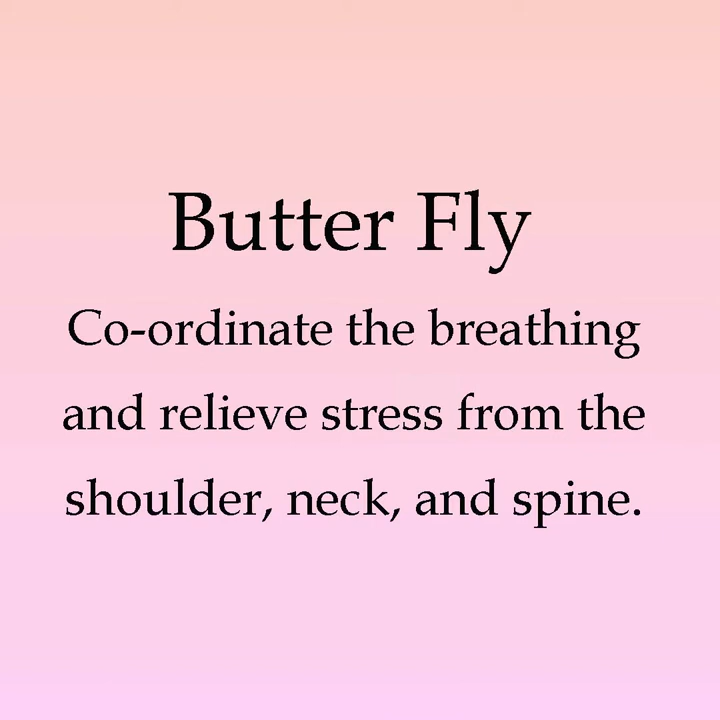 Butter Fly
Co-ordinate the breathing
and relieve stress from the
shoulder, neck, and spine.